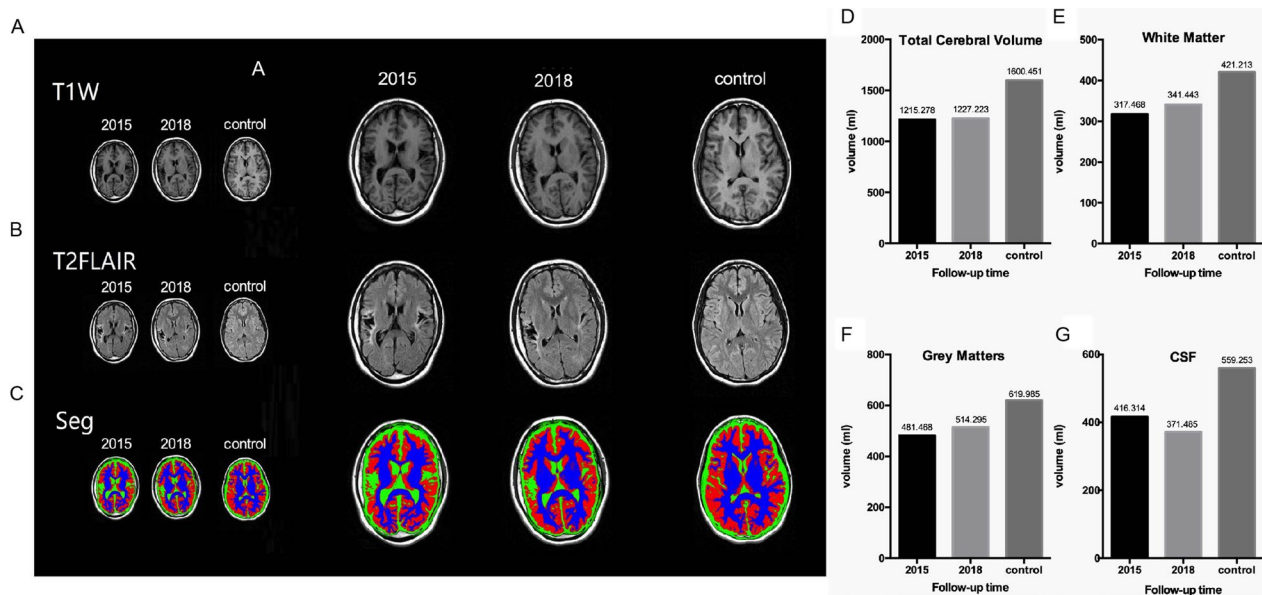 A
A
T1W
2015 2018 control
2015 2018 control
B
T2FLAIR
2015 2018 control
C
Seg
2015 2018 control
D
Total Cerebral Volume
volume (ml)
2000
1500
1000
500
0
1215.278
1227.223
1600.451
2015 2018 control
Follow-up time
E
White Matter
volume (ml)
500
400
300
200
100
0
317.468
341.443
421.213
2015 2018 control
Follow-up time
F
Grey Matters
volume (ml)
800
600
400
200
0
481.468
514.295
619.985
2015 2018 control
Follow-up time
G
CSF
volume (ml)
600
400
200
0
416.314
371.465
559.253
2015 2018 control
Follow-up time